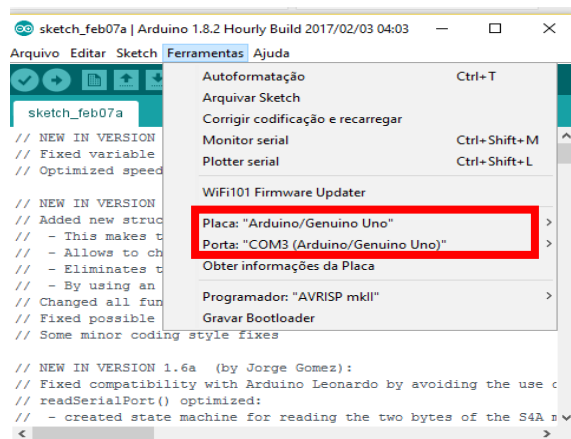 sketch_feb07a | Arduino 1.8.2 Hourly Build 2017/02/03 04:03
Arquivo Editar Sketch Ferramentas Ajuda
sketch_feb07a
Autoformatação Ctrl+T
Arquivar Sketch
Corrigir codificação e recarregar
Monitor serial Ctrl+Shift+M
Plotter serial Ctrl+Shift+L
WiFi101 Firmware Updater
Placa: "Arduino/Genuino Uno"
Porta: "COM3 (Arduino/Genuino Uno)"
Obter informações da Placa
Programador: "AVRISP mkII"
Gravar Bootloader
// NEW IN VERSION
// Fixed variable
// Optimized speed
// NEW IN VERSION
// Added new struc
// - This makes t
// - Allows to ch
// - Eliminates t
// - By using an
// Changed all fun
// Fixed possible
// Some minor coding style fixes
// NEW IN VERSION 1.6a (by Jorge Gomez):
// Fixed compatibility with Arduino Leonardo by avoiding the use
// readSerialPort() optimized:
// - created state machine for reading the two bytes of the S4A